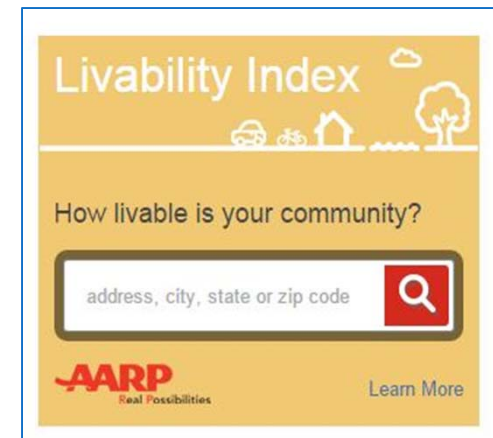 Livability Index
How livable is your community?
address, city, state or zip code
AARP
Real Possibilities
Learn More